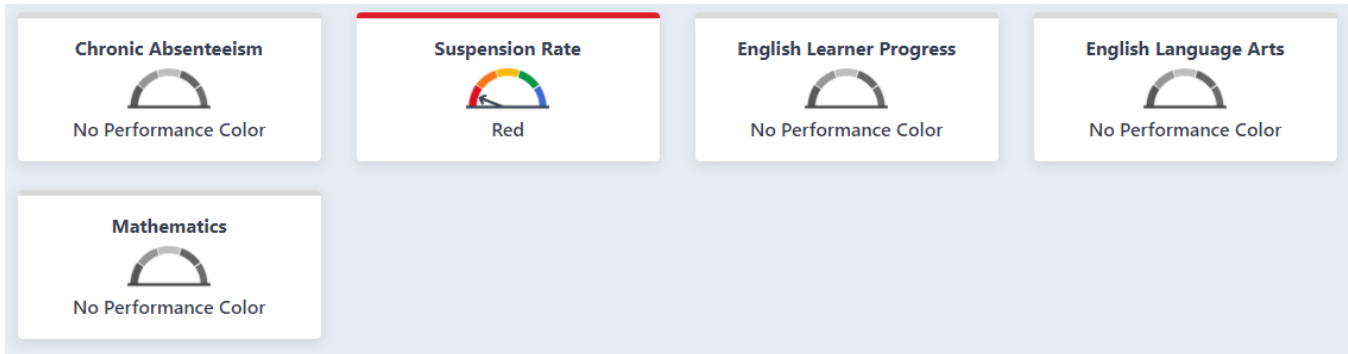 Chronic Absenteeism
No Performance Color
Suspension Rate
Red
English Learner Progress
No Performance Color
English Language Arts
No Performance Color
Mathematics
No Performance Color